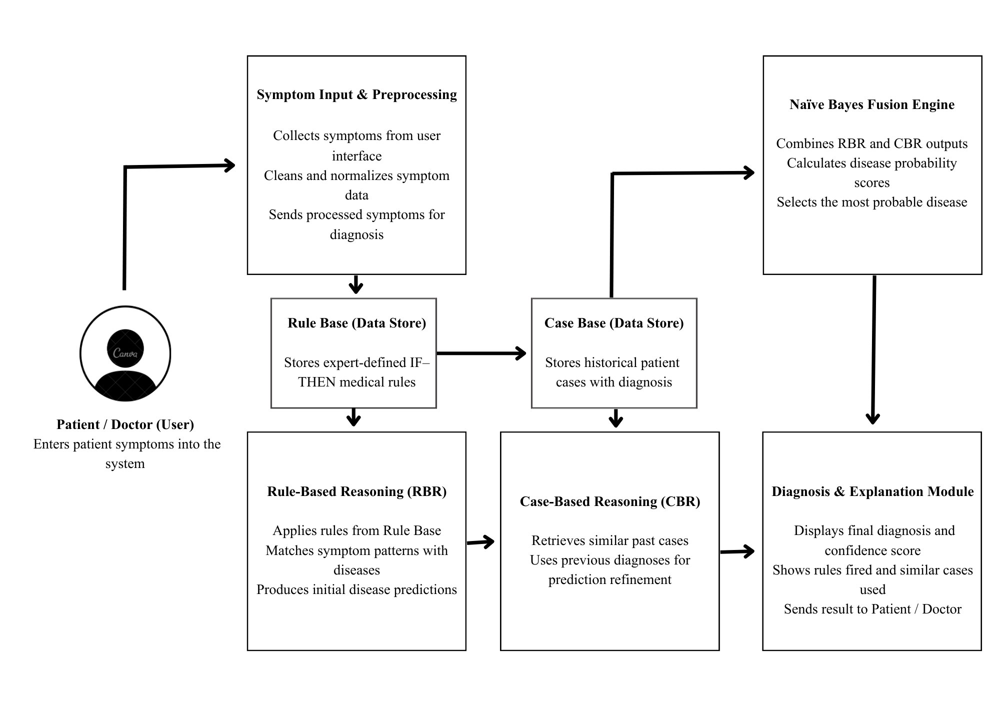 Symptom Input & Preprocessing
Collects symptoms from user
interface
Cleans and normalizes symptom
data
Sends processed symptoms for
diagnosis
Naïve Bayes Fusion Engine
Combines RBR and CBR outputs
Calculates disease probability
scores
Selects the most probable disease
Rule Base (Data Store)
Stores expert-defined IF–
THEN medical rules
Case Base (Data Store)
Stores historical patient
cases with diagnosis
Canva
Patient / Doctor (User)
Enters patient symptoms into the
system
Rule-Based Reasoning (RBR)
Applies rules from Rule Base
Matches symptom patterns with
diseases
Produces initial disease predictions
Case-Based Reasoning (CBR)
Retrieves similar past cases
Uses previous diagnoses for
prediction refinement
Diagnosis & Explanation Module
Displays final diagnosis and
confidence score
Shows rules fired and similar cases
used
Sends result to Patient / Doctor